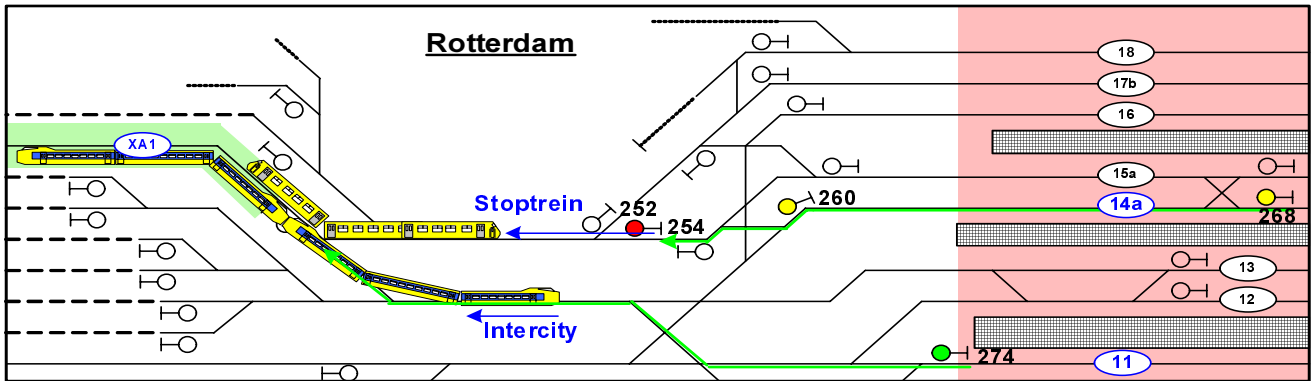 Rotterdam
18
17b
16
XA1
15a
Stoptrein
252
254
260
14a
268
13
12
Intercity
274
11